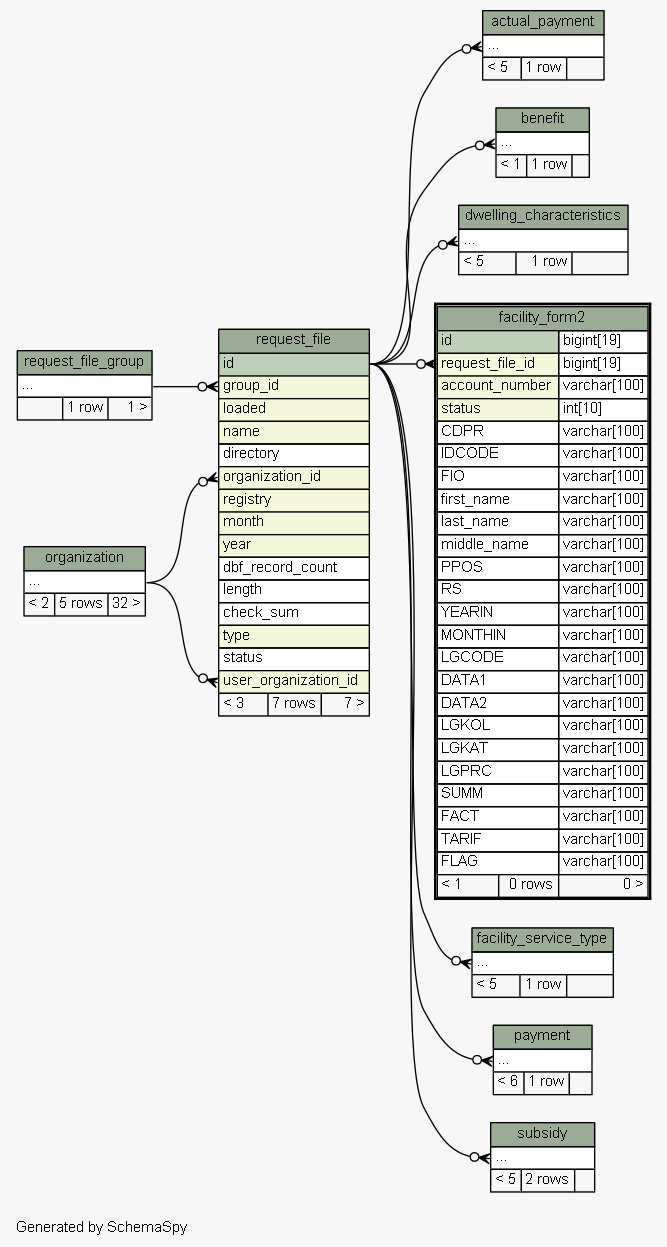 actual_payment
...
< 5 1 row
benefit
...
< 1 1 row
dwelling_characteristics
...
< 5 1 row
request_file_group
...
1 row 1 >
organization
...
< 2 5 rows 32 >
request_file
id
group_id
loaded
name
directory
organization_id
registry
month
year
dbf_record_count
length
check_sum
type
status
user_organization_id
< 3 7 rows 7 >
facility_form2
id bigint[19]
request_file_id bigint[19]
account_number varchar[100]
status int[10]
CDPR varchar[100]
IDCODE varchar[100]
FIO varchar[100]
first_name varchar[100]
last_name varchar[100]
middle_name varchar[100]
PPOS varchar[100]
RS varchar[100]
YEARIN varchar[100]
MONTHIN varchar[100]
LGCODE varchar[100]
DATA1 varchar[100]
DATA2 varchar[100]
LGKOL varchar[100]
LGKAT varchar[100]
LGPRC varchar[100]
SUMM varchar[100]
FACT varchar[100]
TARIF varchar[100]
FLAG varchar[100]
< 1 0 rows 0 >
facility_service_type
...
< 5 1 row
payment
...
< 6 1 row
subsidy
...
< 5 2 rows
Generated by SchemaSpy